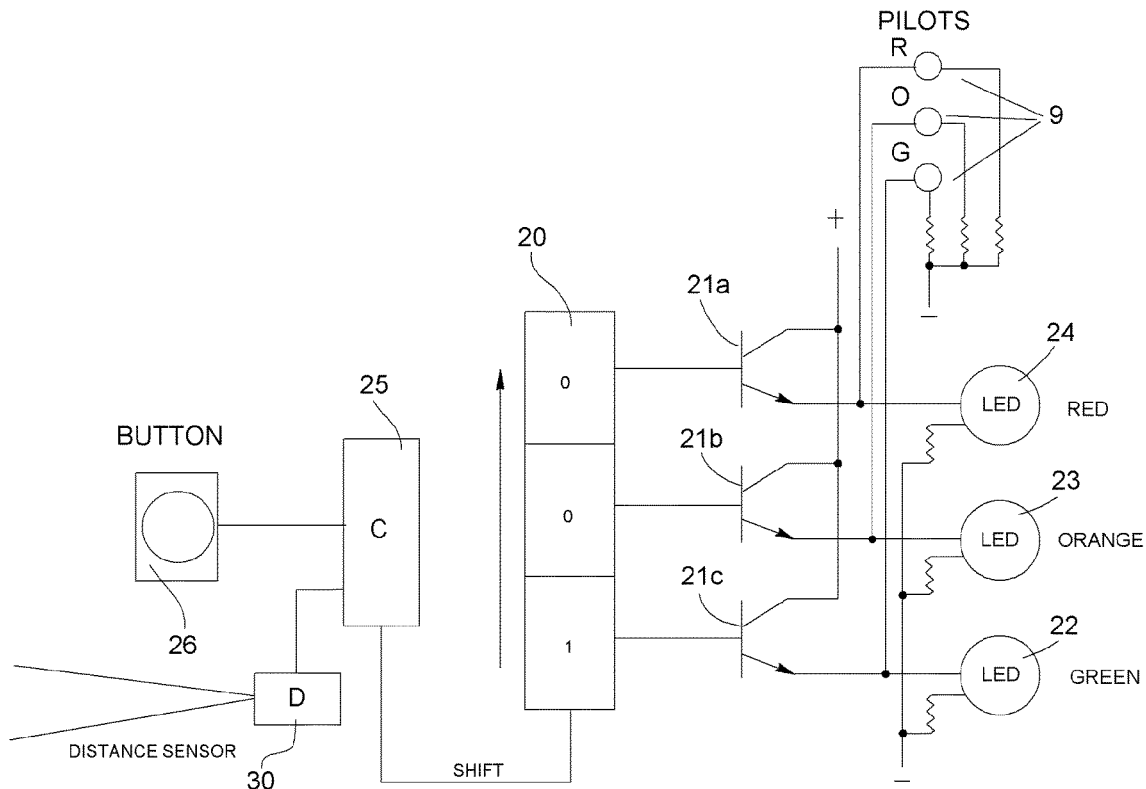 PILOTS
R
O
G
9
+
−
20
21a
0
24
LED
RED
25
BUTTON
C
26
21b
0
23
LED
ORANGE
21c
1
22
LED
GREEN
D
DISTANCE SENSOR
30
SHIFT
−